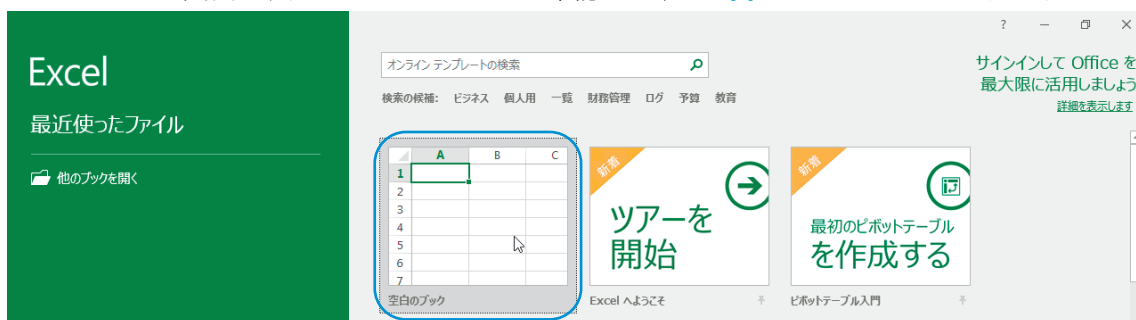 ?
Excel
最近使ったファイル
他のブックを開く
オンライン テンプレートの検索
検索の候補: ビジネス 個人用 一覧 財務管理 ログ 予算 教育
サインインして Office を
最大限に活用しましょう
詳細を表示します
A B C
1
2
3
4
5
6
7
空白のブック
新着
ツアーを
開始
Excel へようこそ
新着
最初のピボットテーブル
を作成する
ピボットテーブル入門